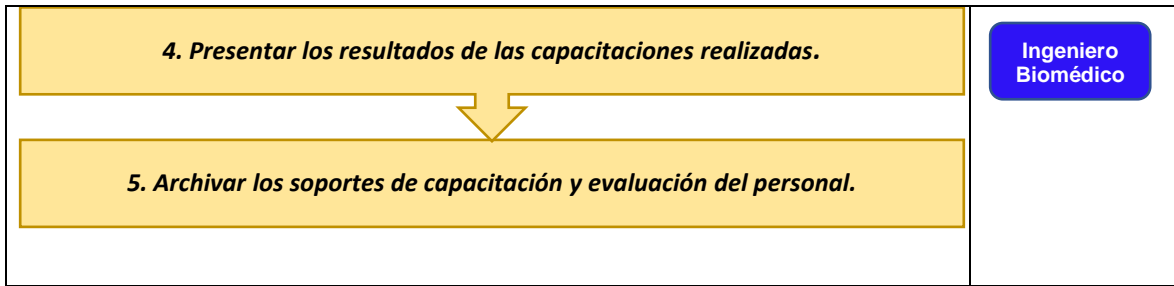 4. Presentar los resultados de las capacitaciones realizadas.
Ingeniero
Biomédico
5. Archivar los soportes de capacitación y evaluación del personal.